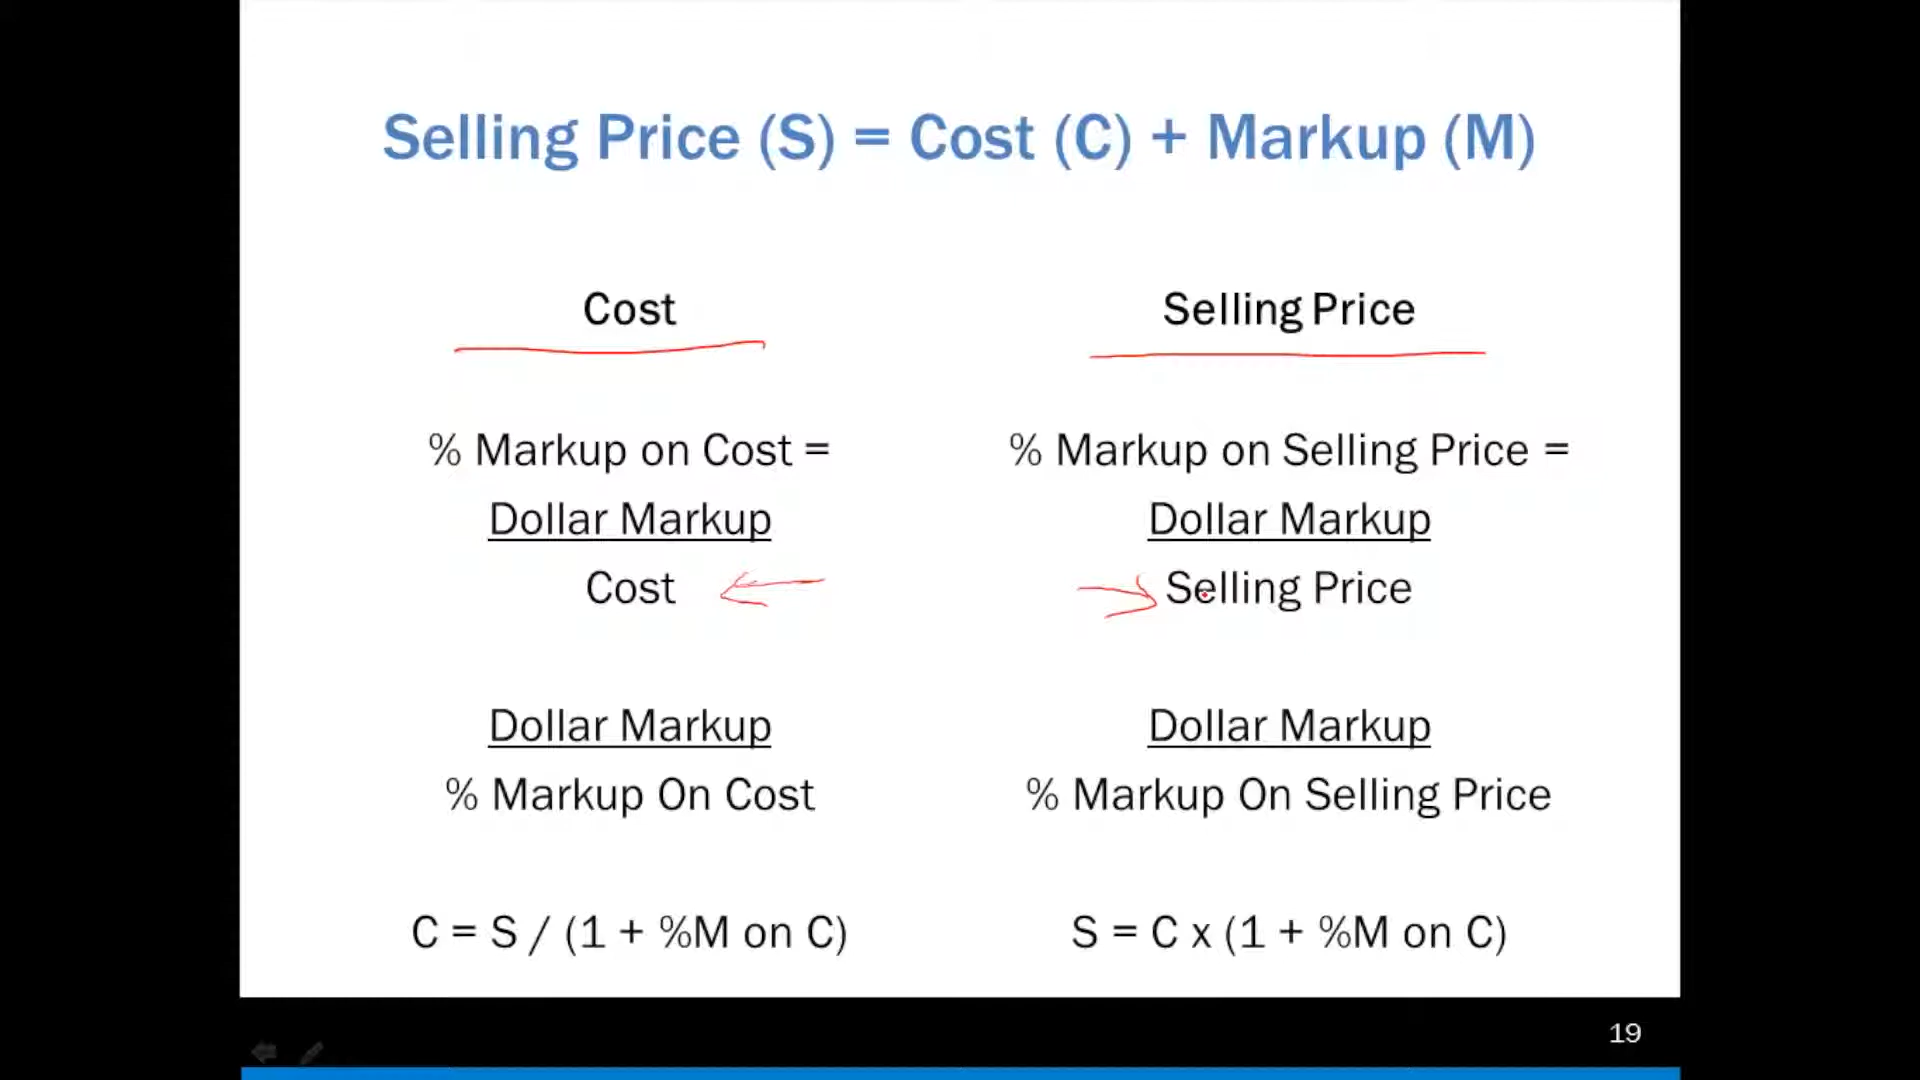 Selling Price (S) = Cost (C) + Markup (M)
Cost
% Markup on Cost =
Dollar Markup
Cost
Dollar Markup
% Markup On Cost
C = S / (1 + %M on C)
Selling Price
% Markup on Selling Price =
Dollar Markup
Selling Price
Dollar Markup
% Markup On Selling Price
S = C x (1 + %M on C)
19